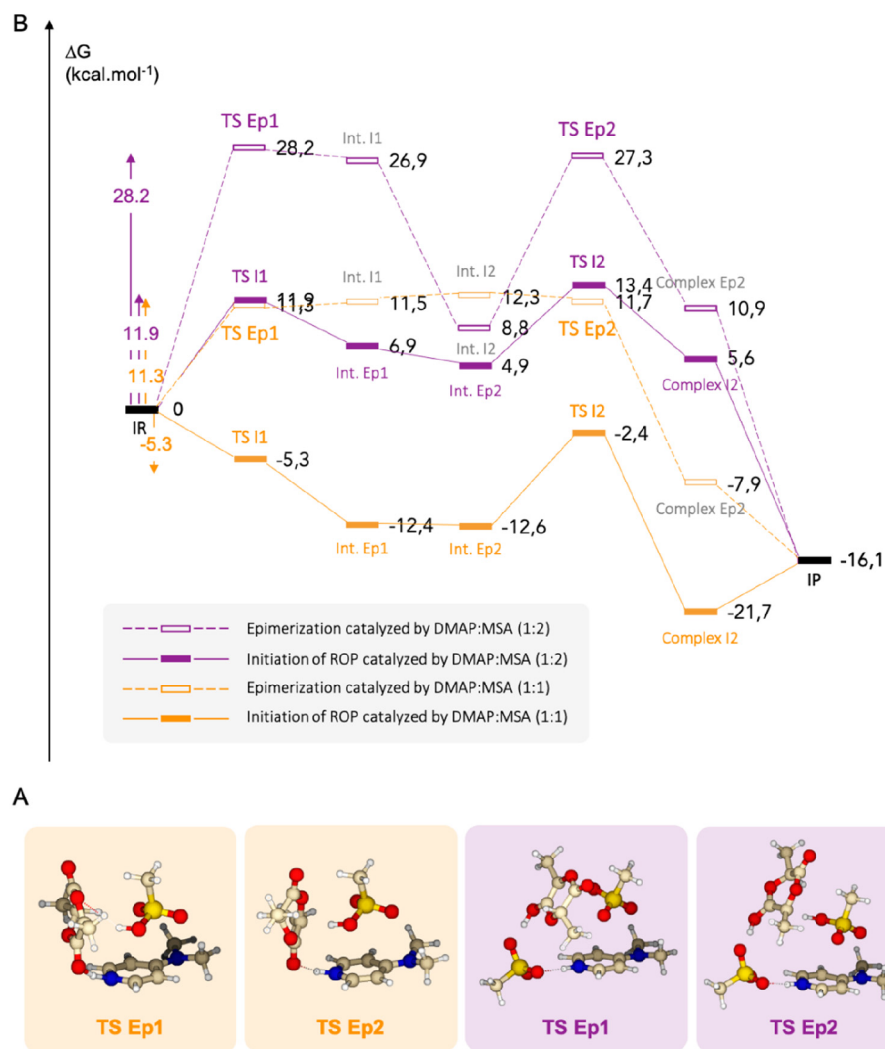 B
ΔG
(kcal.mol⁻¹)
TS Ep1
28,2
Int. I1
26,9
TS Ep2
27,3
28.2
TS I1
11,9
11,3
TS Ep1
Int. I1
11,5
Int. I2
12,3
8,8
Int. I2
TS I2
13,4
11,7
TS Ep2
Complex Ep2
10,9
11.9
11.3
6,9
Int. Ep1
4,9
Int. Ep2
5,6
Complex I2
IR
0
-5.3
TS I1
-5,3
TS I2
-2,4
-12,4
Int. Ep1
-12,6
Int. Ep2
-7,9
Complex Ep2
-16,1
IP
-21,7
Complex I2
Epimerization catalyzed by DMAP:MSA (1:2)
Initiation of ROP catalyzed by DMAP:MSA (1:2)
Epimerization catalyzed by DMAP:MSA (1:1)
Initiation of ROP catalyzed by DMAP:MSA (1:1)
A
TS Ep1
TS Ep2
TS Ep1
TS Ep2